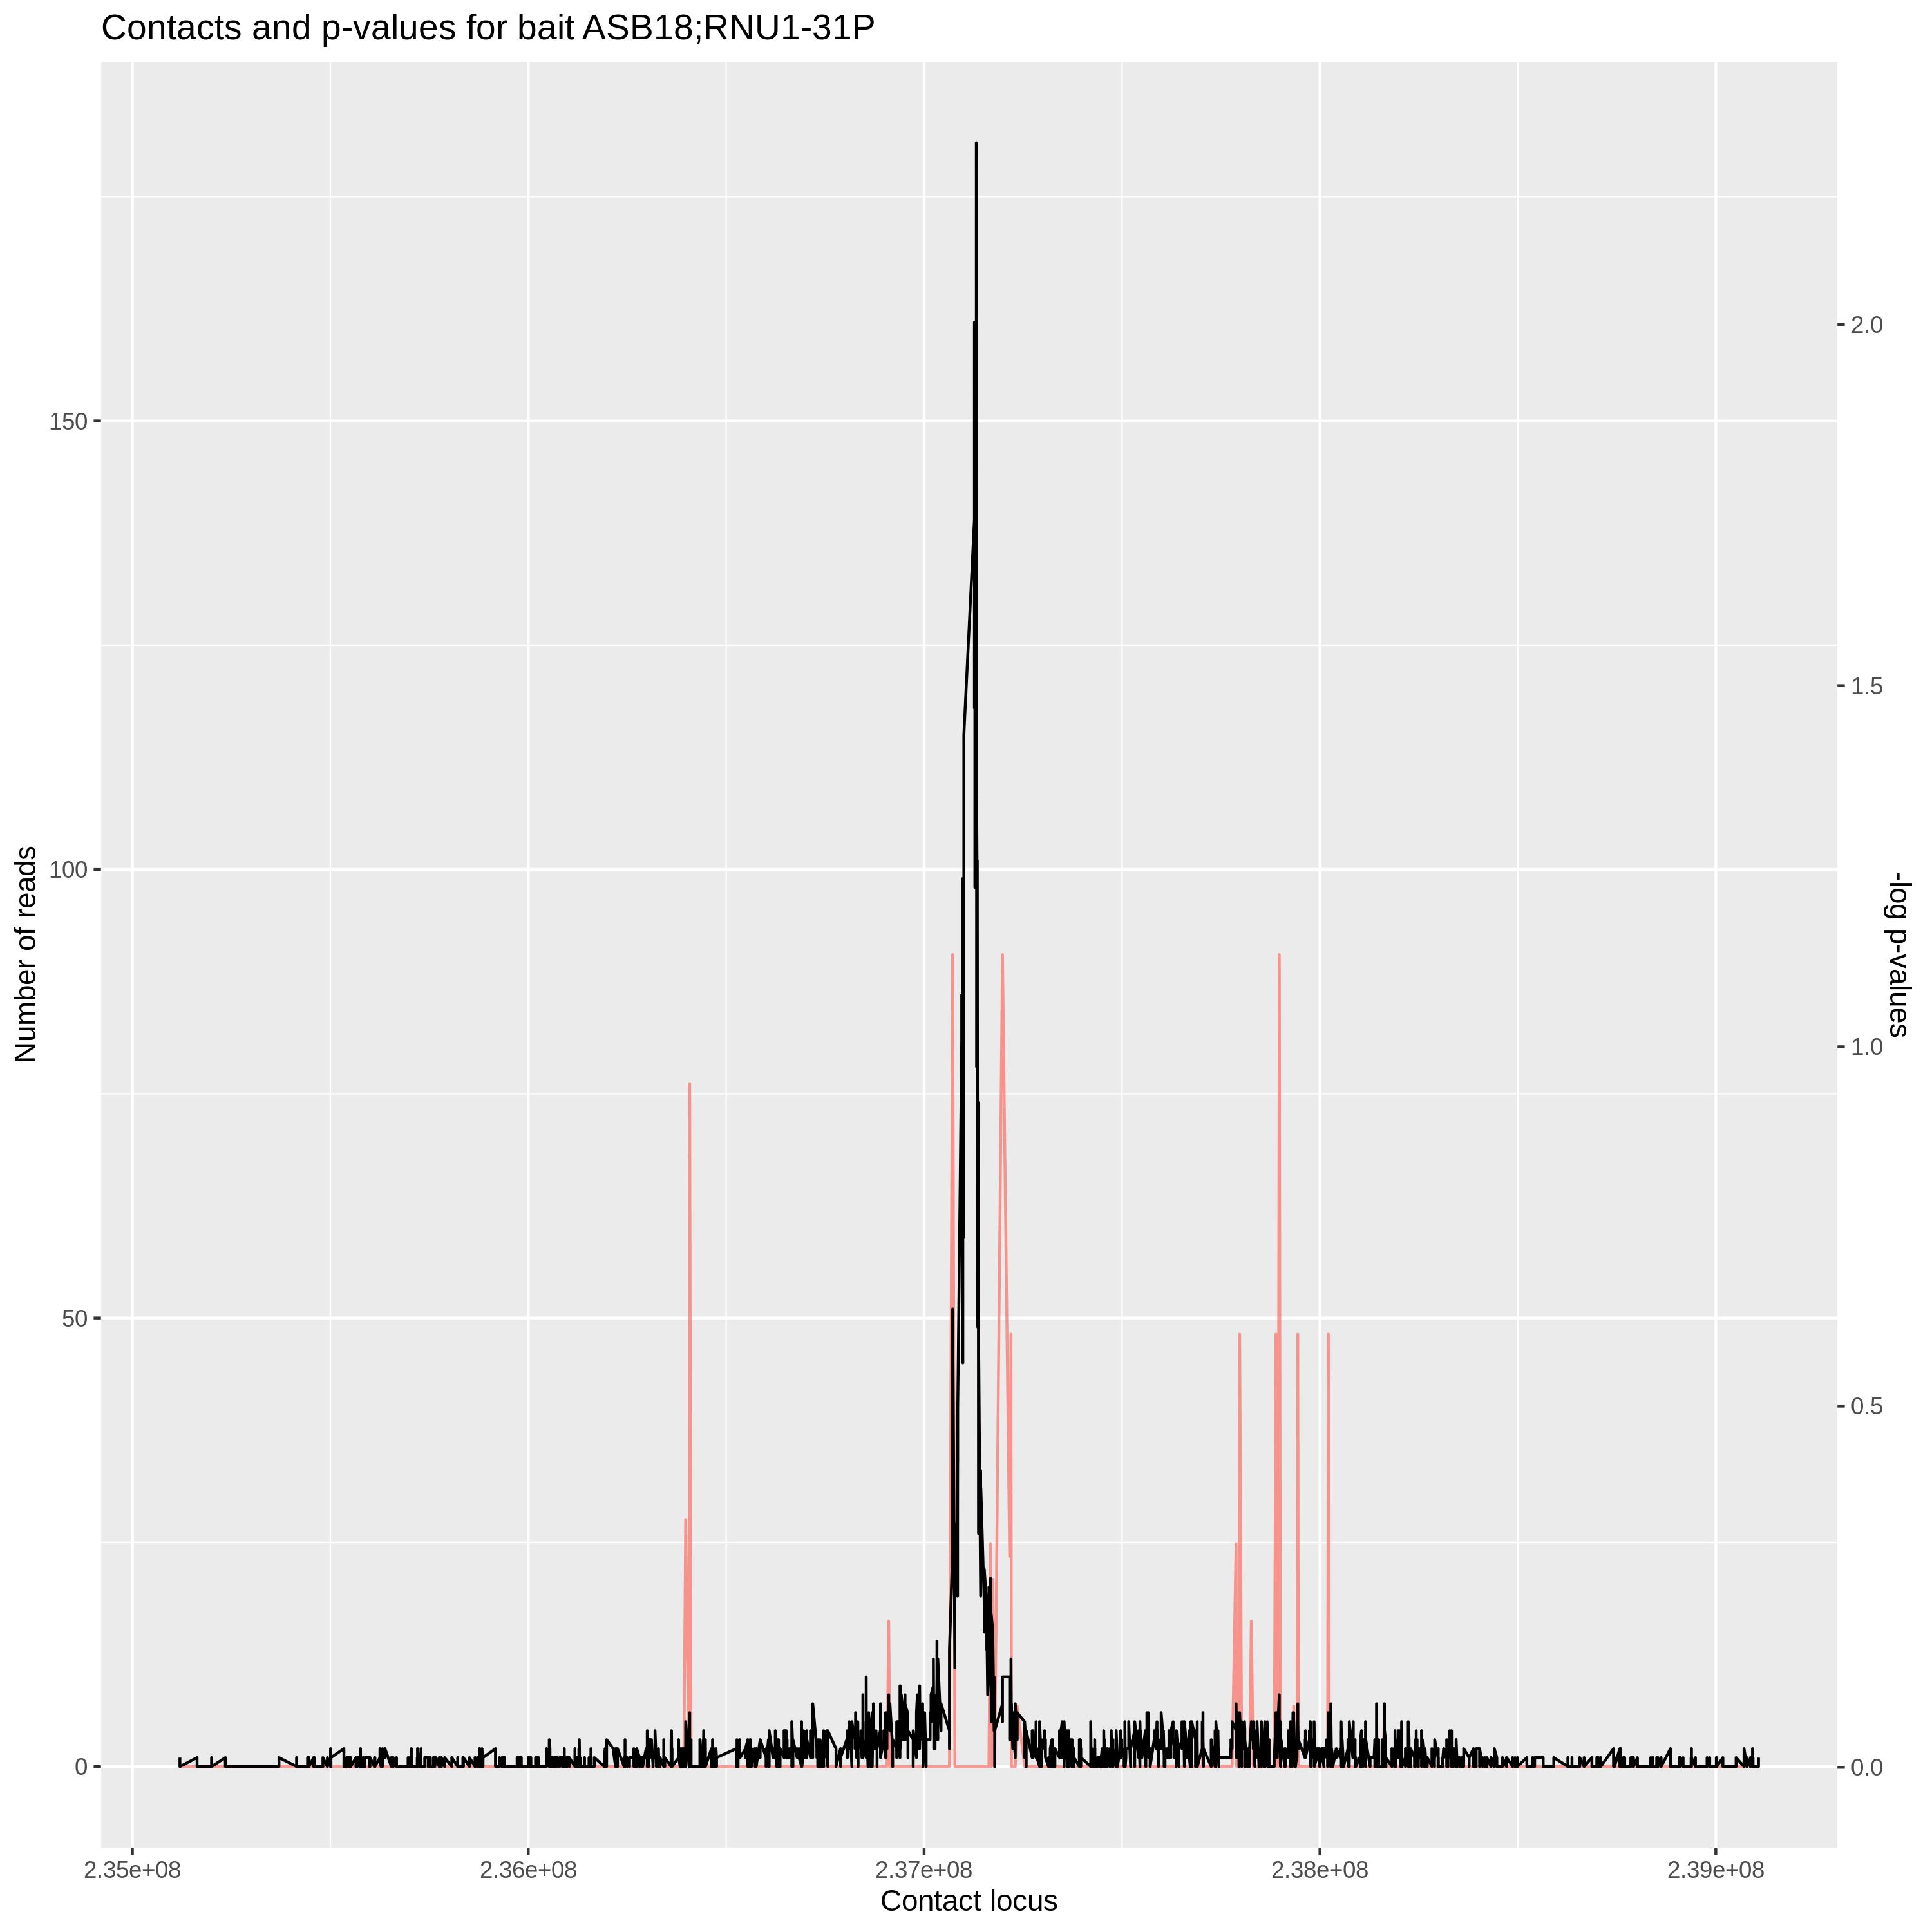 Contacts and p-values for bait ASB18;RNU1-31P
150
100
50
0
Number of reads
2.0
1.5
1.0
0.5
0.0
-log p-values
2.35e+08 2.36e+08 2.37e+08 2.38e+08 2.39e+08
Contact locus